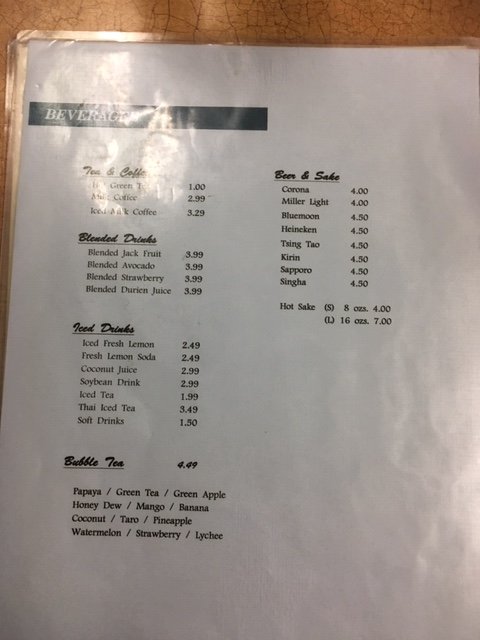 BEVERAGES
Tea & Coffee
Hot Green Tea 1.00
Milk Coffee 2.99
Iced Milk Coffee 3.29
Blended Drinks
Blended Jack Fruit 3.99
Blended Avocado 3.99
Blended Strawberry 3.99
Blended Durien Juice 3.99
Iced Drinks
Iced Fresh Lemon 2.49
Fresh Lemon Soda 2.49
Coconut Juice 2.99
Soybean Drink 2.99
Iced Tea 1.99
Thai Iced Tea 3.49
Soft Drinks 1.50
Bubble Tea 4.49
Papaya / Green Tea / Green Apple
Honey Dew / Mango / Banana
Coconut / Taro / Pineapple
Watermelon / Strawberry / Lychee
Beer & Sake
Corona 4.00
Miller Light 4.00
Bluemoon 4.50
Heineken 4.50
Tsing Tao 4.50
Kirin 4.50
Sapporo 4.50
Singha 4.50
Hot Sake (S) 8 ozs. 4.00
(L) 16 ozs. 7.00